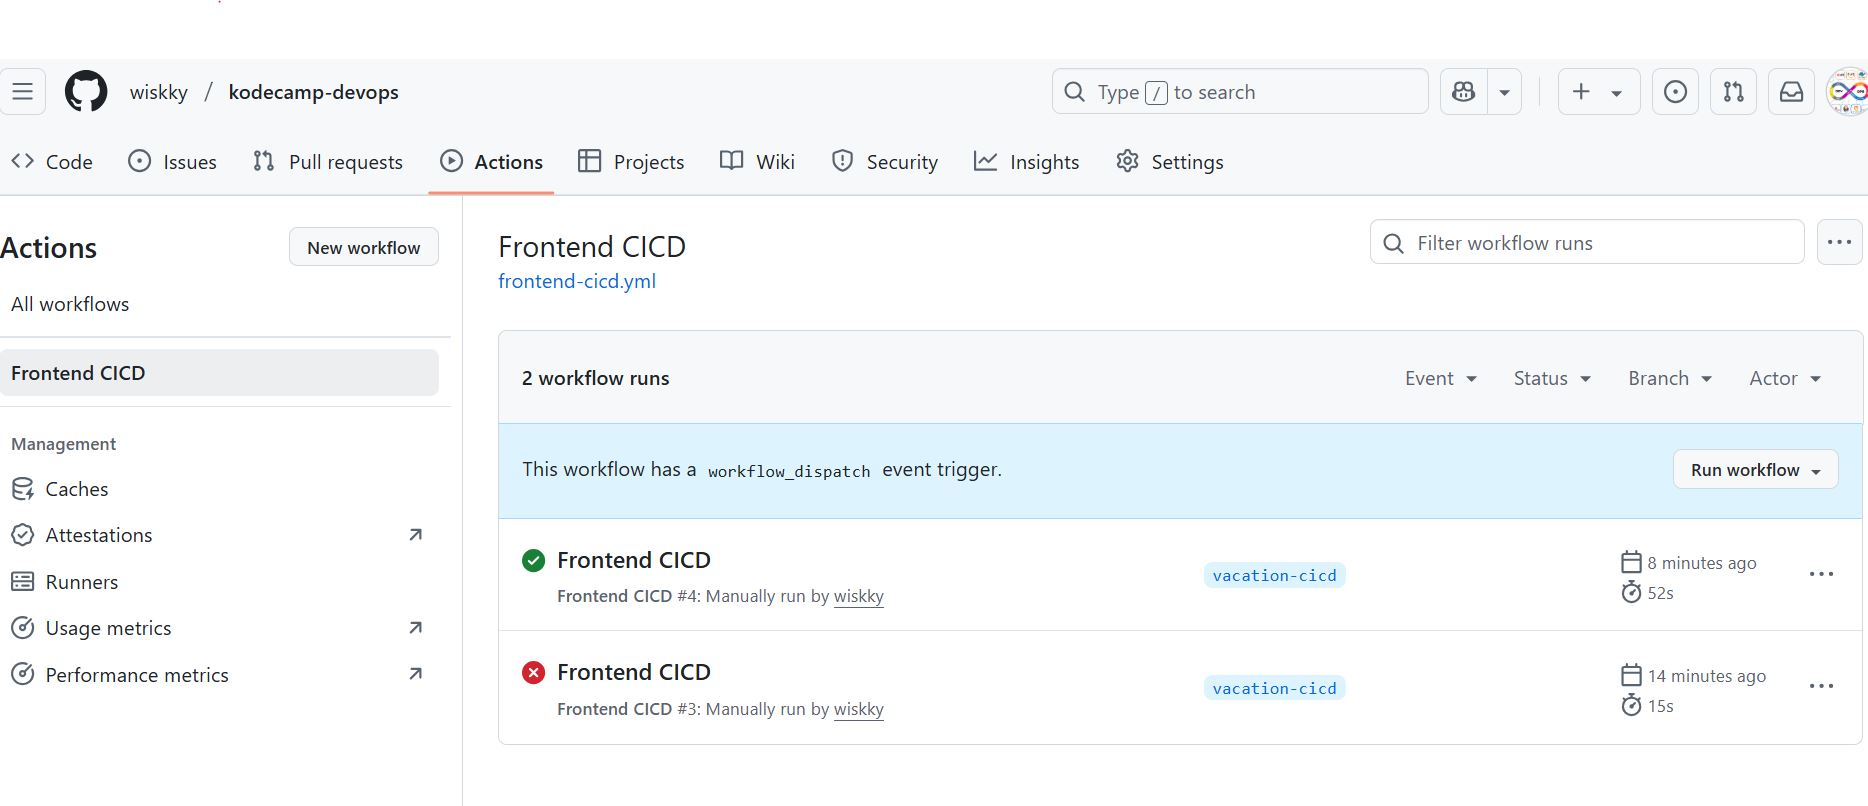 wiskky / kodecamp-devops
Type / to search
Code Issues Pull requests Actions Projects Wiki Security Insights Settings
Actions
New workflow
All workflows
Frontend CICD
Management
Caches
Attestations
Runners
Usage metrics
Performance metrics
Frontend CICD
frontend-cicd.yml
Filter workflow runs
2 workflow runs
Event Status Branch Actor
This workflow has a workflow_dispatch event trigger.
Run workflow
Frontend CICD
Frontend CICD #4: Manually run by wiskky
vacation-cicd
8 minutes ago
52s
Frontend CICD
Frontend CICD #3: Manually run by wiskky
vacation-cicd
14 minutes ago
15s